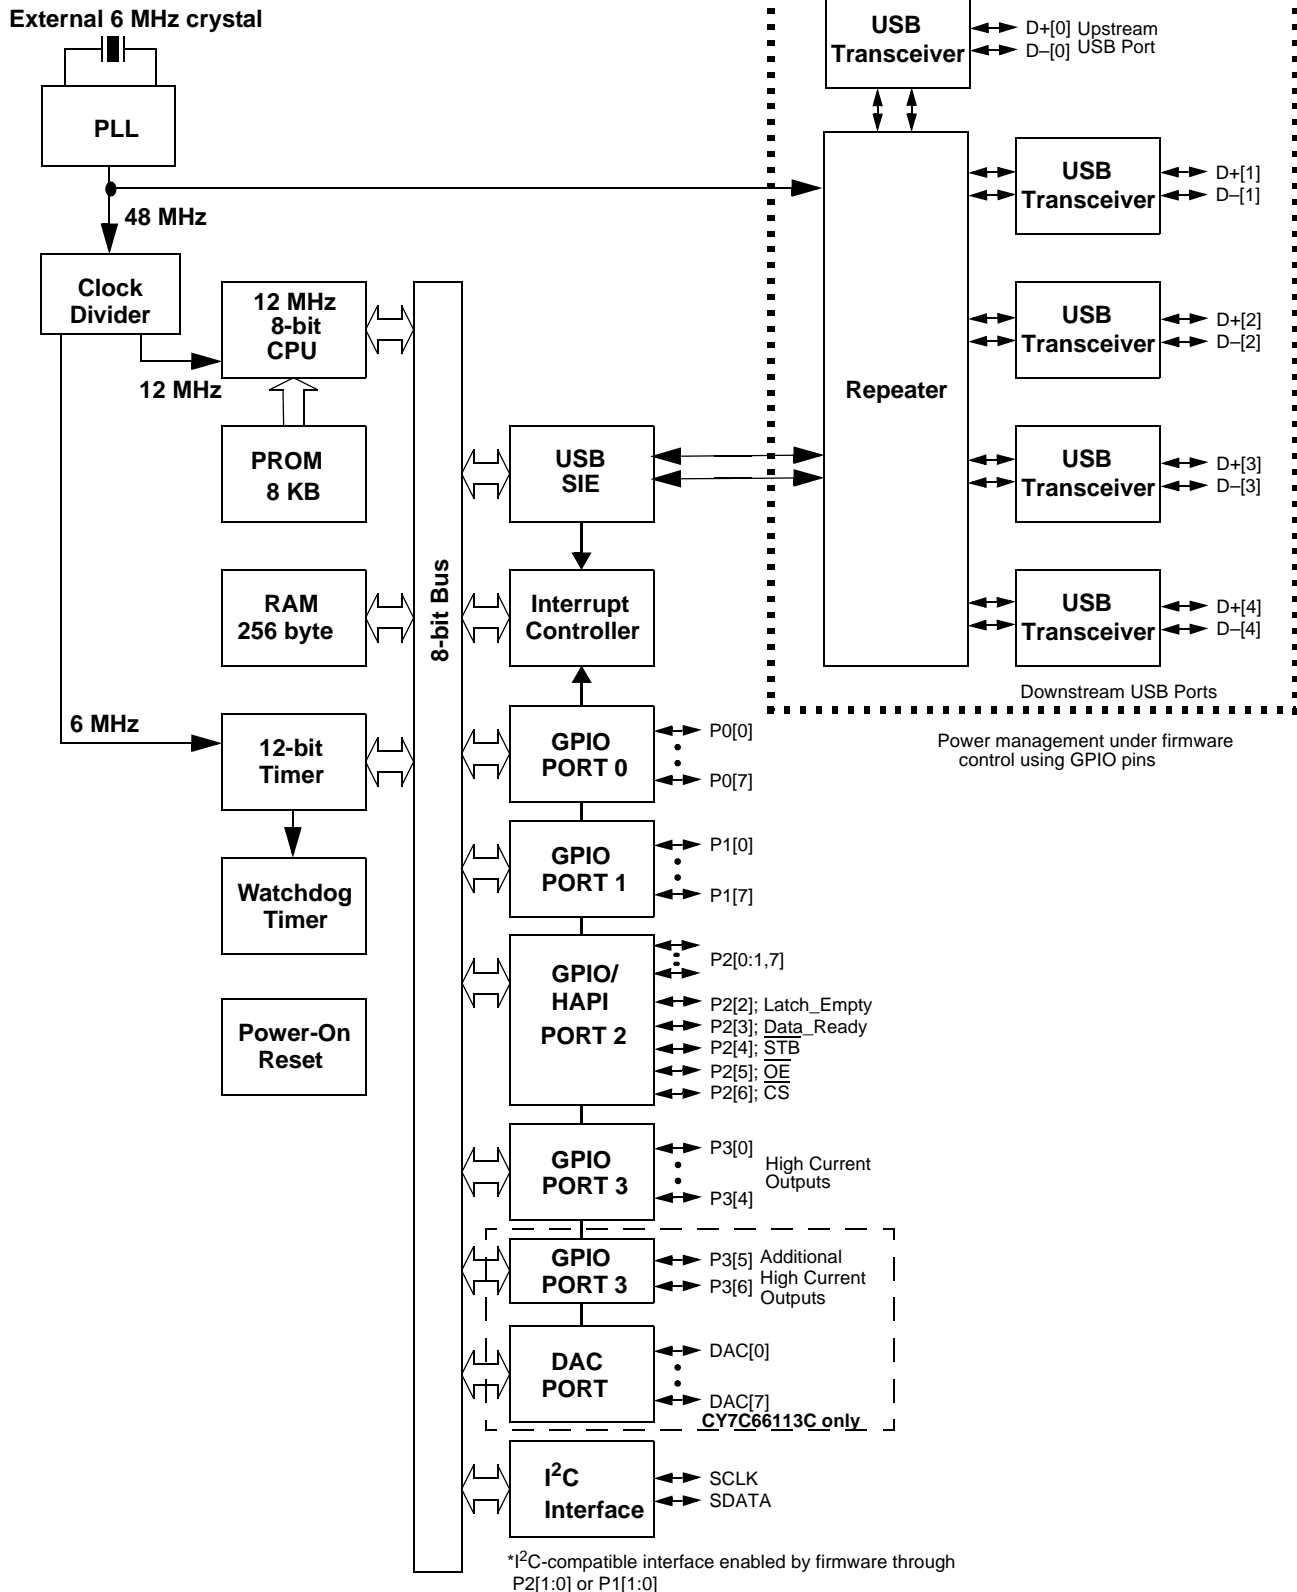 External 6 MHz crystal
PLL
48 MHz
Clock
Divider
12 MHz
8-bit
CPU
12 MHz
PROM
8 KB
RAM
256 byte
6 MHz
12-bit
Timer
Watchdog
Timer
Power-On
Reset
8-bit Bus
USB
SIE
Interrupt
Controller
GPIO
PORT 0
P0[0]
P0[7]
GPIO
PORT 1
P1[0]
P1[7]
GPIO/
HAPI
PORT 2
P2[0:1,7]
P2[2]; Latch_Empty
P2[3]; Data_Ready
P2[4]; STB
P2[5]; OE
P2[6]; CS
GPIO
PORT 3
P3[0]
P3[4]
High Current
Outputs
GPIO
PORT 3
P3[5]
P3[6]
Additional
High Current
Outputs
DAC
PORT
DAC[0]
DAC[7]
CY7C66113C only
I²C
Interface
SCLK
SDATA
*I²C-compatible interface enabled by firmware through
P2[1:0] or P1[1:0]
USB
Transceiver
D+[0] Upstream
D–[0] USB Port
Repeater
USB
Transceiver
D+[1]
D–[1]
USB
Transceiver
D+[2]
D–[2]
USB
Transceiver
D+[3]
D–[3]
USB
Transceiver
D+[4]
D–[4]
Downstream USB Ports
Power management under firmware
control using GPIO pins